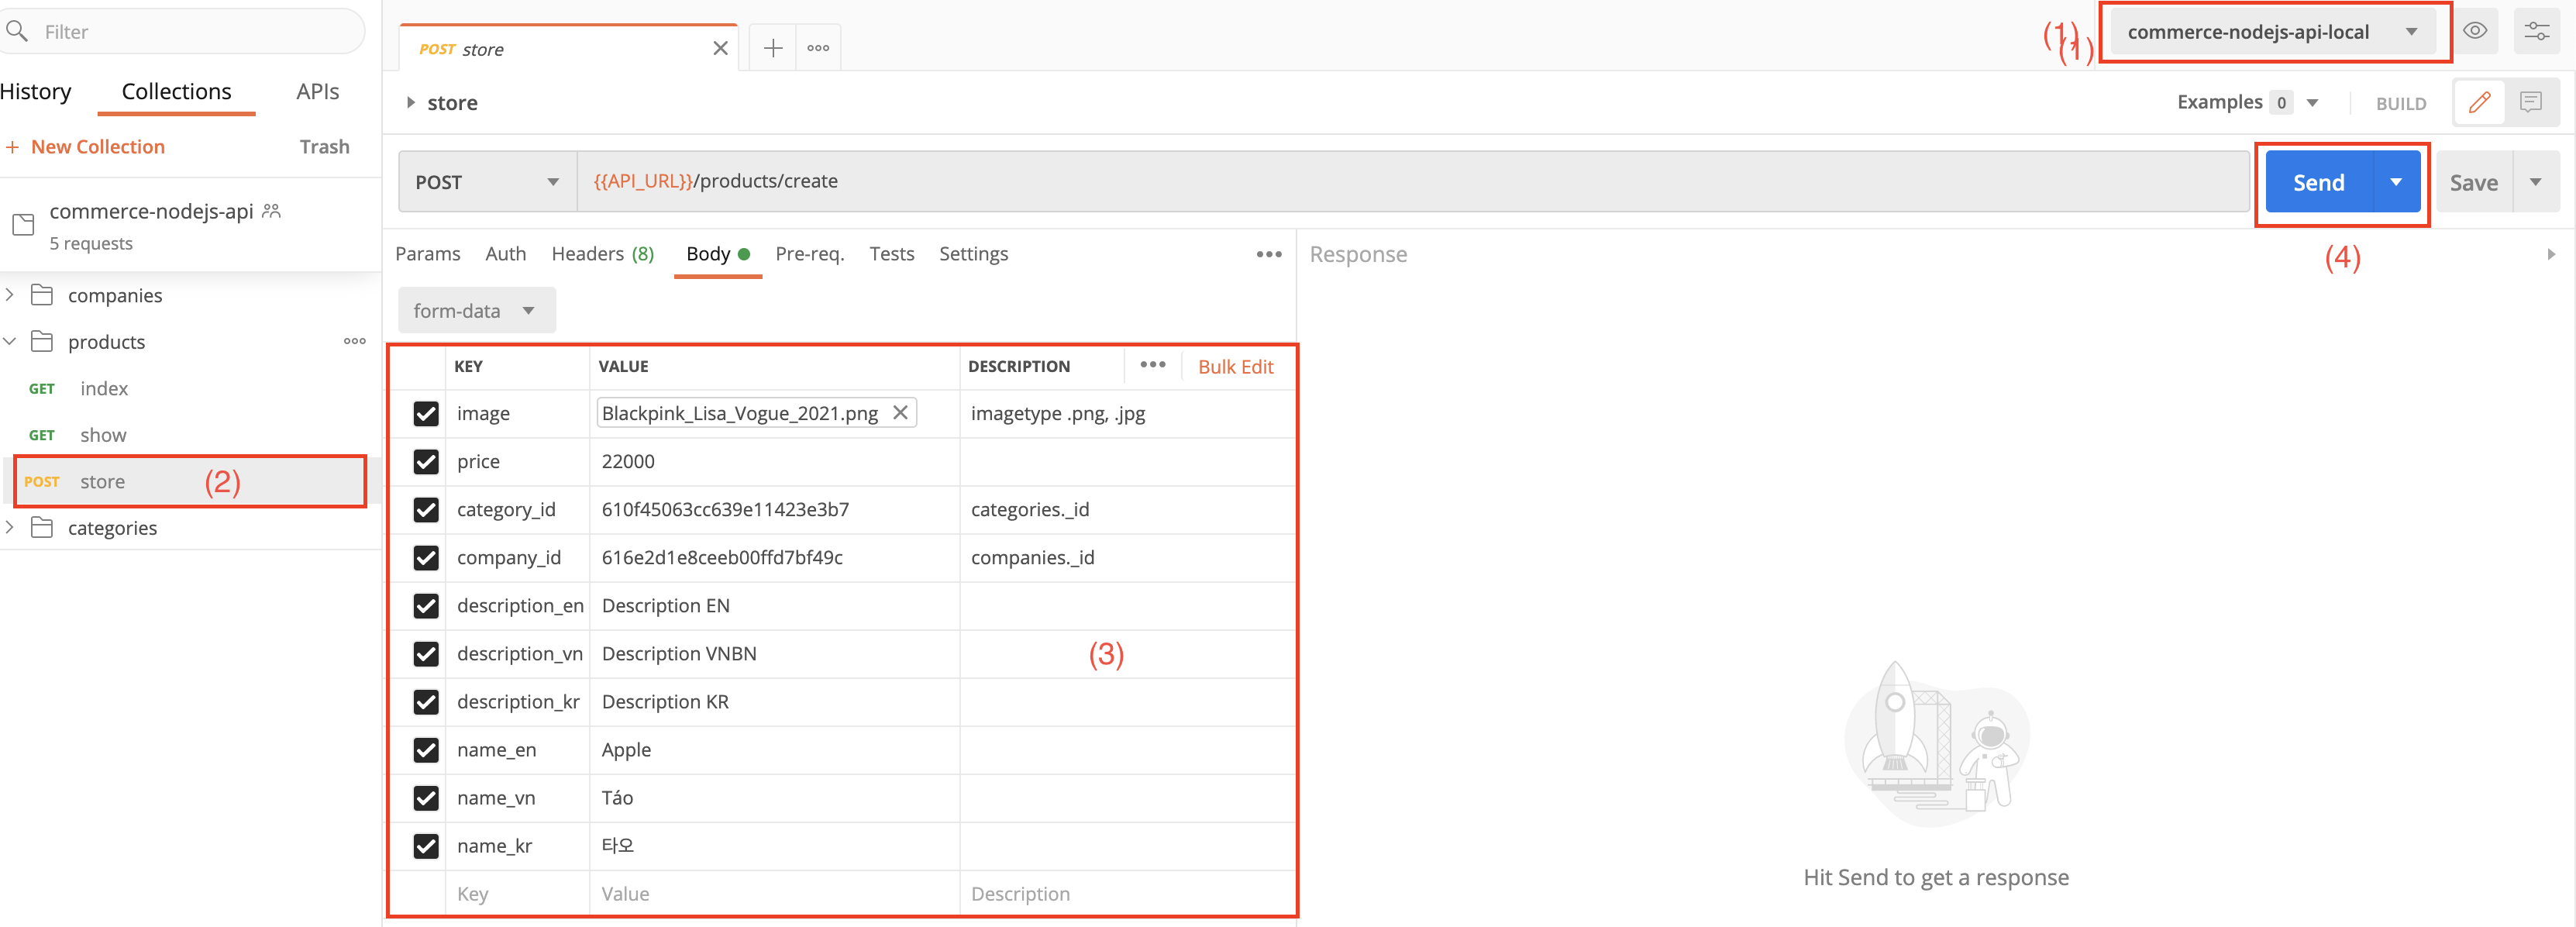 Filter
POST store
(1)
(1)
commerce-nodejs-api-local
History Collections APIs
store
Examples 0
BUILD
+ New Collection Trash
POST {{API_URL}}/products/create
Send
Save
commerce-nodejs-api
5 requests
Params Auth Headers (8) Body Pre-req. Tests Settings
Response
(4)
companies
form-data
products
KEY VALUE DESCRIPTION Bulk Edit
GET index
image Blackpink_Lisa_Vogue_2021.png imagetype .png, .jpg
GET show
price 22000
POST store (2)
category_id 610f45063cc639e11423e3b7 categories._id
categories
company_id 616e2d1e8ceeb00ffd7bf49c companies._id
description_en Description EN
description_vn Description VNBN
(3)
description_kr Description KR
name_en Apple
name_vn Táo
name_kr 타오
Key Value Description
Hit Send to get a response